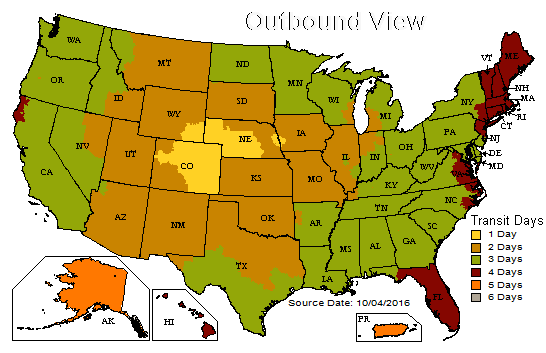 Outbound View
WA
MT
ND
MN
VT
ME
OR
ID
SD
WI
MI
NY
NH
MA
RI
CT
WY
NE
IA
PA
NJ
NV
UT
CO
IL
IN
OH
DE
MD
WV
VA
CA
KS
MO
KY
NC
TN
AZ
NM
OK
AR
SC
MS
AL
GA
TX
LA
FL
Transit Days
1 Day
2 Days
3 Days
4 Days
5 Days
6 Days
Source Date: 10/04/2016
AK
HI
PR